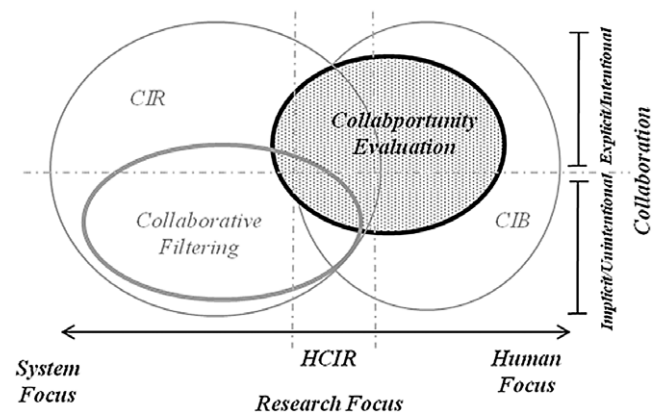 CIR
Collabportunity
Evaluation
Collaborative
Filtering
CIB
Explicit/Intentional
Implicit/Unintentional
Collaboration
System
Focus
HCIR
Human
Focus
Research Focus